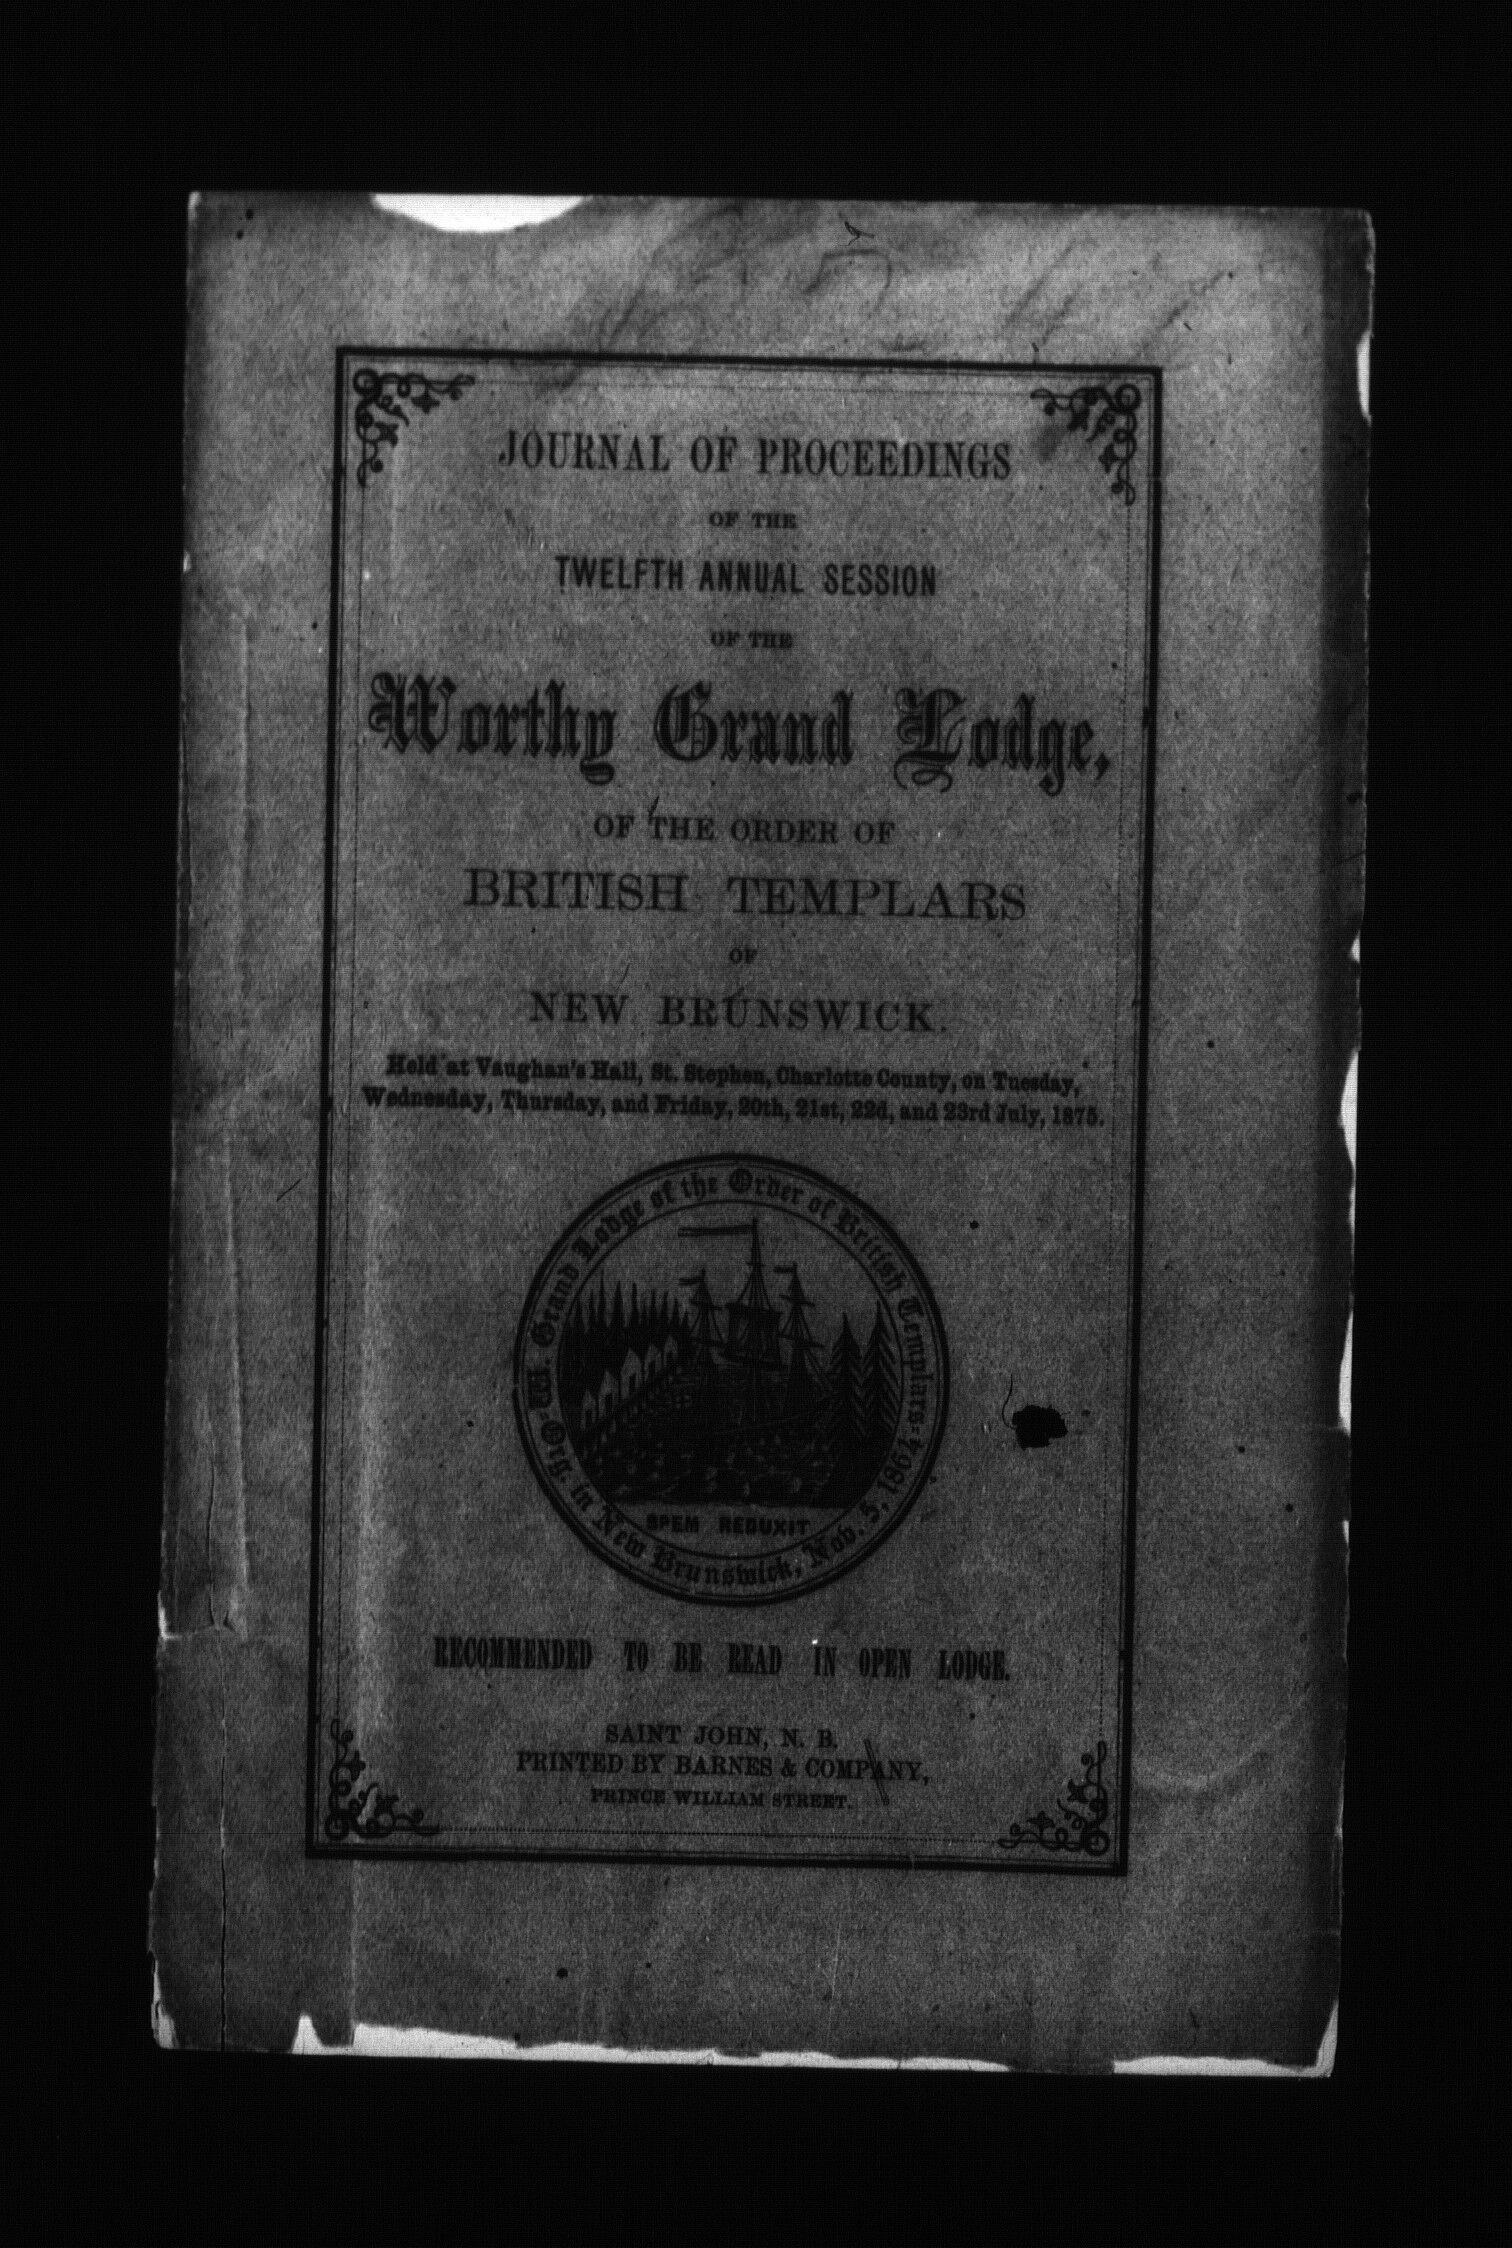 JOURNAL OF PROCEEDINGS
OF THE
TWELFTH ANNUAL SESSION
OF THE
Worthy Grand Lodge,
OF THE ORDER OF
BRITISH TEMPLARS
OF
NEW BRUNSWICK.
Held at Vaughan's Hall, St. Stephen, Charlotte County, on Tuesday,
Wednesday, Thursday, and Friday, 20th, 21st, 22d, and 23rd July, 1875.
W. Grand Lodge of the Order of British Templars
Org. in New Brunswick, Nov. 5, 1867
SPEM REDUXIT
RECOMMENDED TO BE READ IN OPEN LODGE.
SAINT JOHN, N. B.
PRINTED BY BARNES & COMPANY,
PRINCE WILLIAM STREET.